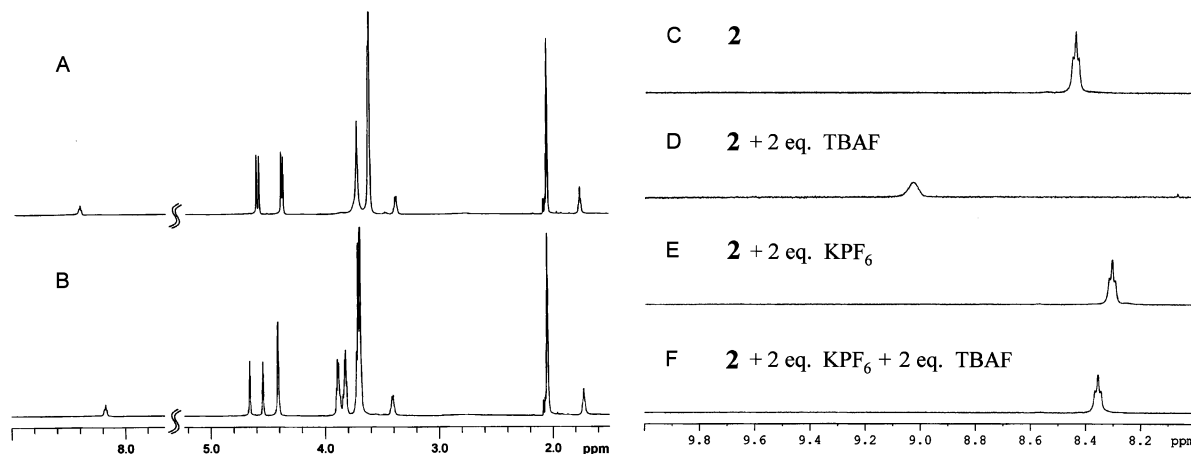 A
B
8.0 5.0 4.0 3.0 2.0 ppm
C 2
D 2 + 2 eq. TBAF
E 2 + 2 eq. KPF6
F 2 + 2 eq. KPF6 + 2 eq. TBAF
9.8 9.6 9.4 9.2 9.0 8.8 8.6 8.4 8.2 ppm